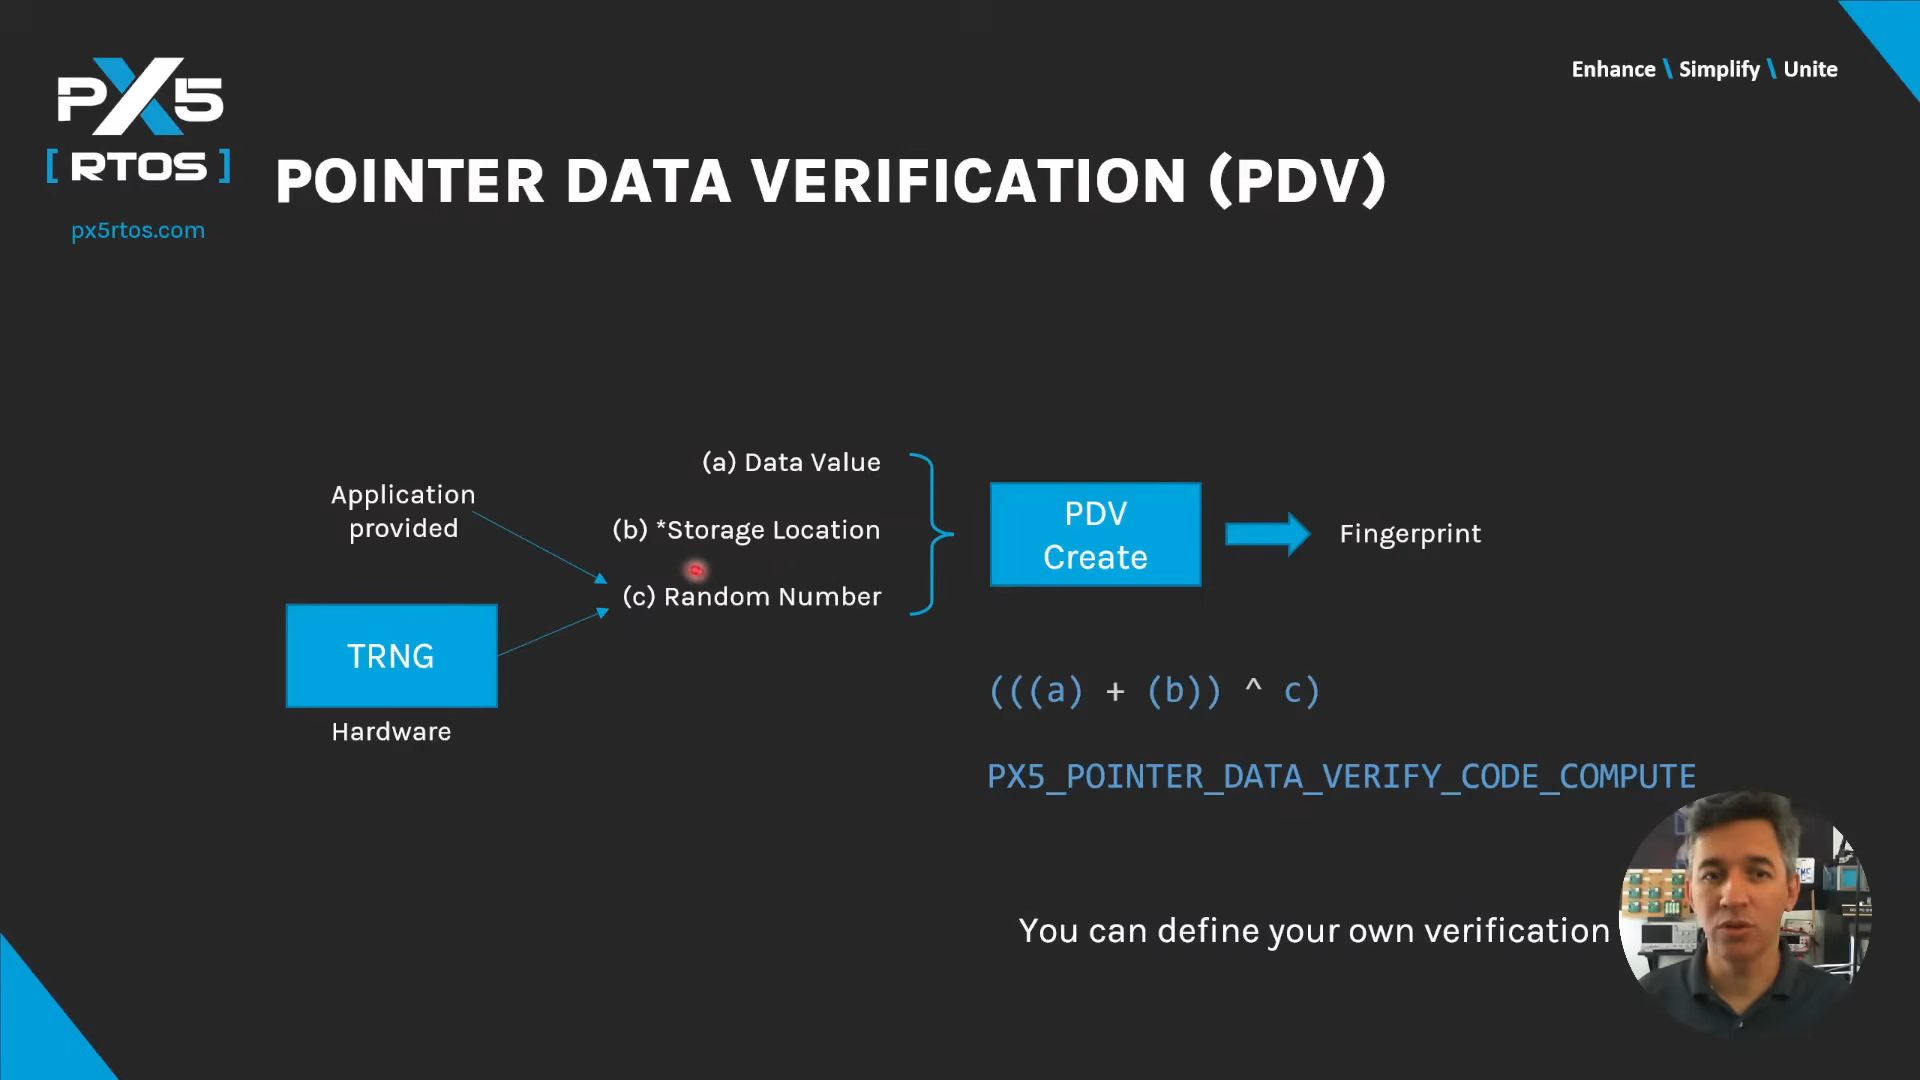 PX5
[ RTOS ]
px5rtos.com
Enhance \ Simplify \ Unite
POINTER DATA VERIFICATION (PDV)
Application
provided
TRNG
Hardware
(a) Data Value
(b) *Storage Location
(c) Random Number
PDV
Create
Fingerprint
(((a) + (b)) ^ c)
PX5_POINTER_DATA_VERIFY_CODE_COMPUTE
You can define your own verification